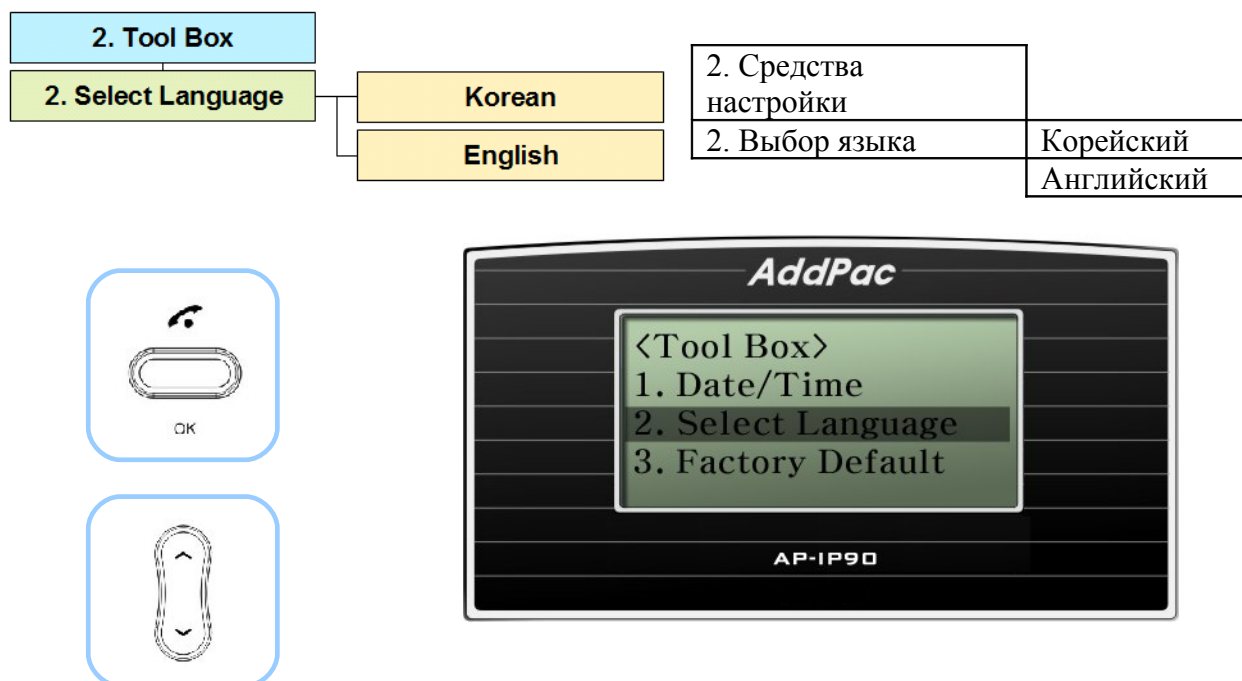 2. Tool Box
2. Select Language
Korean
English
2. Средства
настройки
2. Выбор языка
Корейский
Английский
OK
AddPac
<Tool Box>
1. Date/Time
2. Select Language
3. Factory Default
AP-IP90